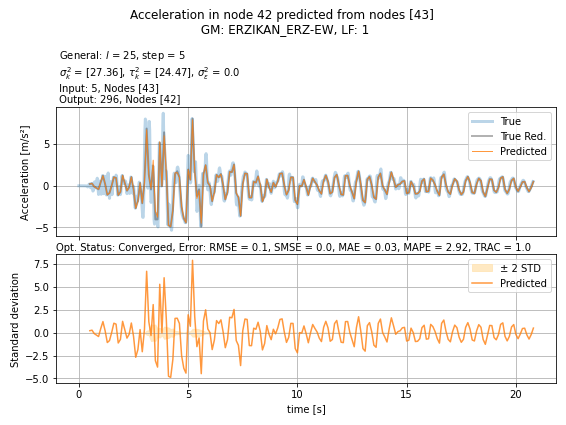 Acceleration in node 42 predicted from nodes [43]
GM: ERZIKAN_ERZ-EW, LF: 1
General: l = 25, step = 5
σ²ₖ = [27.36], τ²ₖ = [24.47], σ²ε = 0.0
Input: 5, Nodes [43]
Output: 296, Nodes [42]
Acceleration [m/s²]
5
0
−5
True
True Red.
Predicted
Opt. Status: Converged, Error: RMSE = 0.1, SMSE = 0.0, MAE = 0.03, MAPE = 2.92, TRAC = 1.0
Standard deviation
7.5
5.0
2.5
0.0
−2.5
−5.0
± 2 STD
Predicted
0 5 10 15 20
time [s]